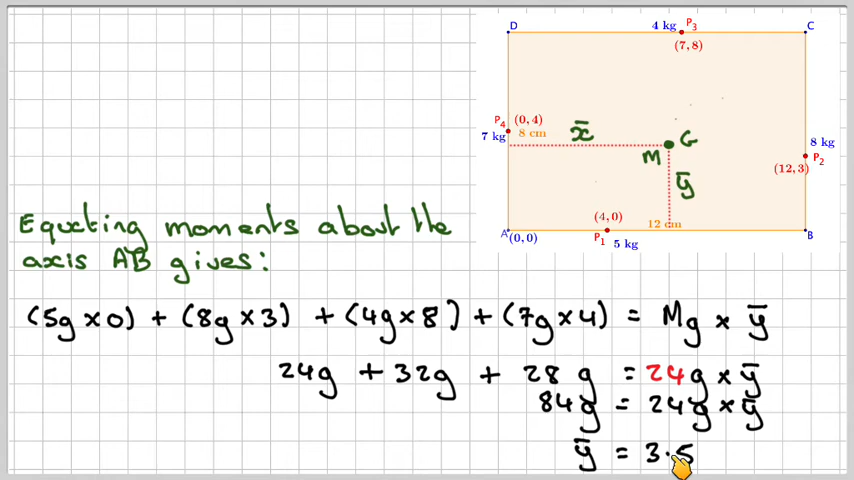 D 4 kg P3 C
(7, 8)
P4 (0, 4)
7 kg 8 cm x̄ G 8 kg
M P2
(12, 3)
ȳ
(4, 0) 12 cm
A (0, 0) P1 5 kg B
Equating moments about the
axis AB gives:
(5g × 0) + (8g × 3) + (4g × 8) + (7g × 4) = Mg × ȳ
24g + 32g + 28 g = 24g × ȳ
84g = 24g × ȳ
ȳ = 3.5